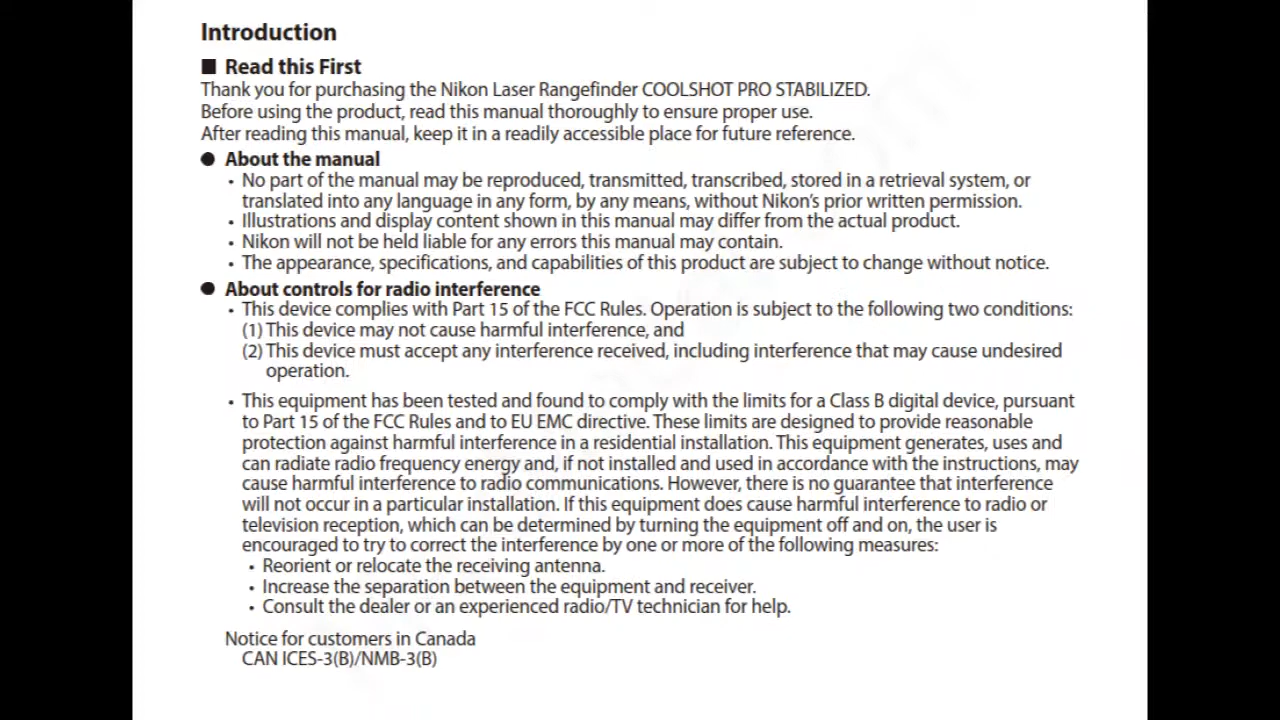 Introduction
■ Read this First
Thank you for purchasing the Nikon Laser Rangefinder COOLSHOT PRO STABILIZED.
Before using the product, read this manual thoroughly to ensure proper use.
After reading this manual, keep it in a readily accessible place for future reference.
● About the manual
• No part of the manual may be reproduced, transmitted, transcribed, stored in a retrieval system, or
translated into any language in any form, by any means, without Nikon's prior written permission.
• Illustrations and display content shown in this manual may differ from the actual product.
• Nikon will not be held liable for any errors this manual may contain.
• The appearance, specifications, and capabilities of this product are subject to change without notice.
● About controls for radio interference
• This device complies with Part 15 of the FCC Rules. Operation is subject to the following two conditions:
(1) This device may not cause harmful interference, and
(2) This device must accept any interference received, including interference that may cause undesired
operation.
• This equipment has been tested and found to comply with the limits for a Class B digital device, pursuant
to Part 15 of the FCC Rules and to EU EMC directive. These limits are designed to provide reasonable
protection against harmful interference in a residential installation. This equipment generates, uses and
can radiate radio frequency energy and, if not installed and used in accordance with the instructions, may
cause harmful interference to radio communications. However, there is no guarantee that interference
will not occur in a particular installation. If this equipment does cause harmful interference to radio or
television reception, which can be determined by turning the equipment off and on, the user is
encouraged to try to correct the interference by one or more of the following measures:
• Reorient or relocate the receiving antenna.
• Increase the separation between the equipment and receiver.
• Consult the dealer or an experienced radio/TV technician for help.
Notice for customers in Canada
CAN ICES-3(B)/NMB-3(B)